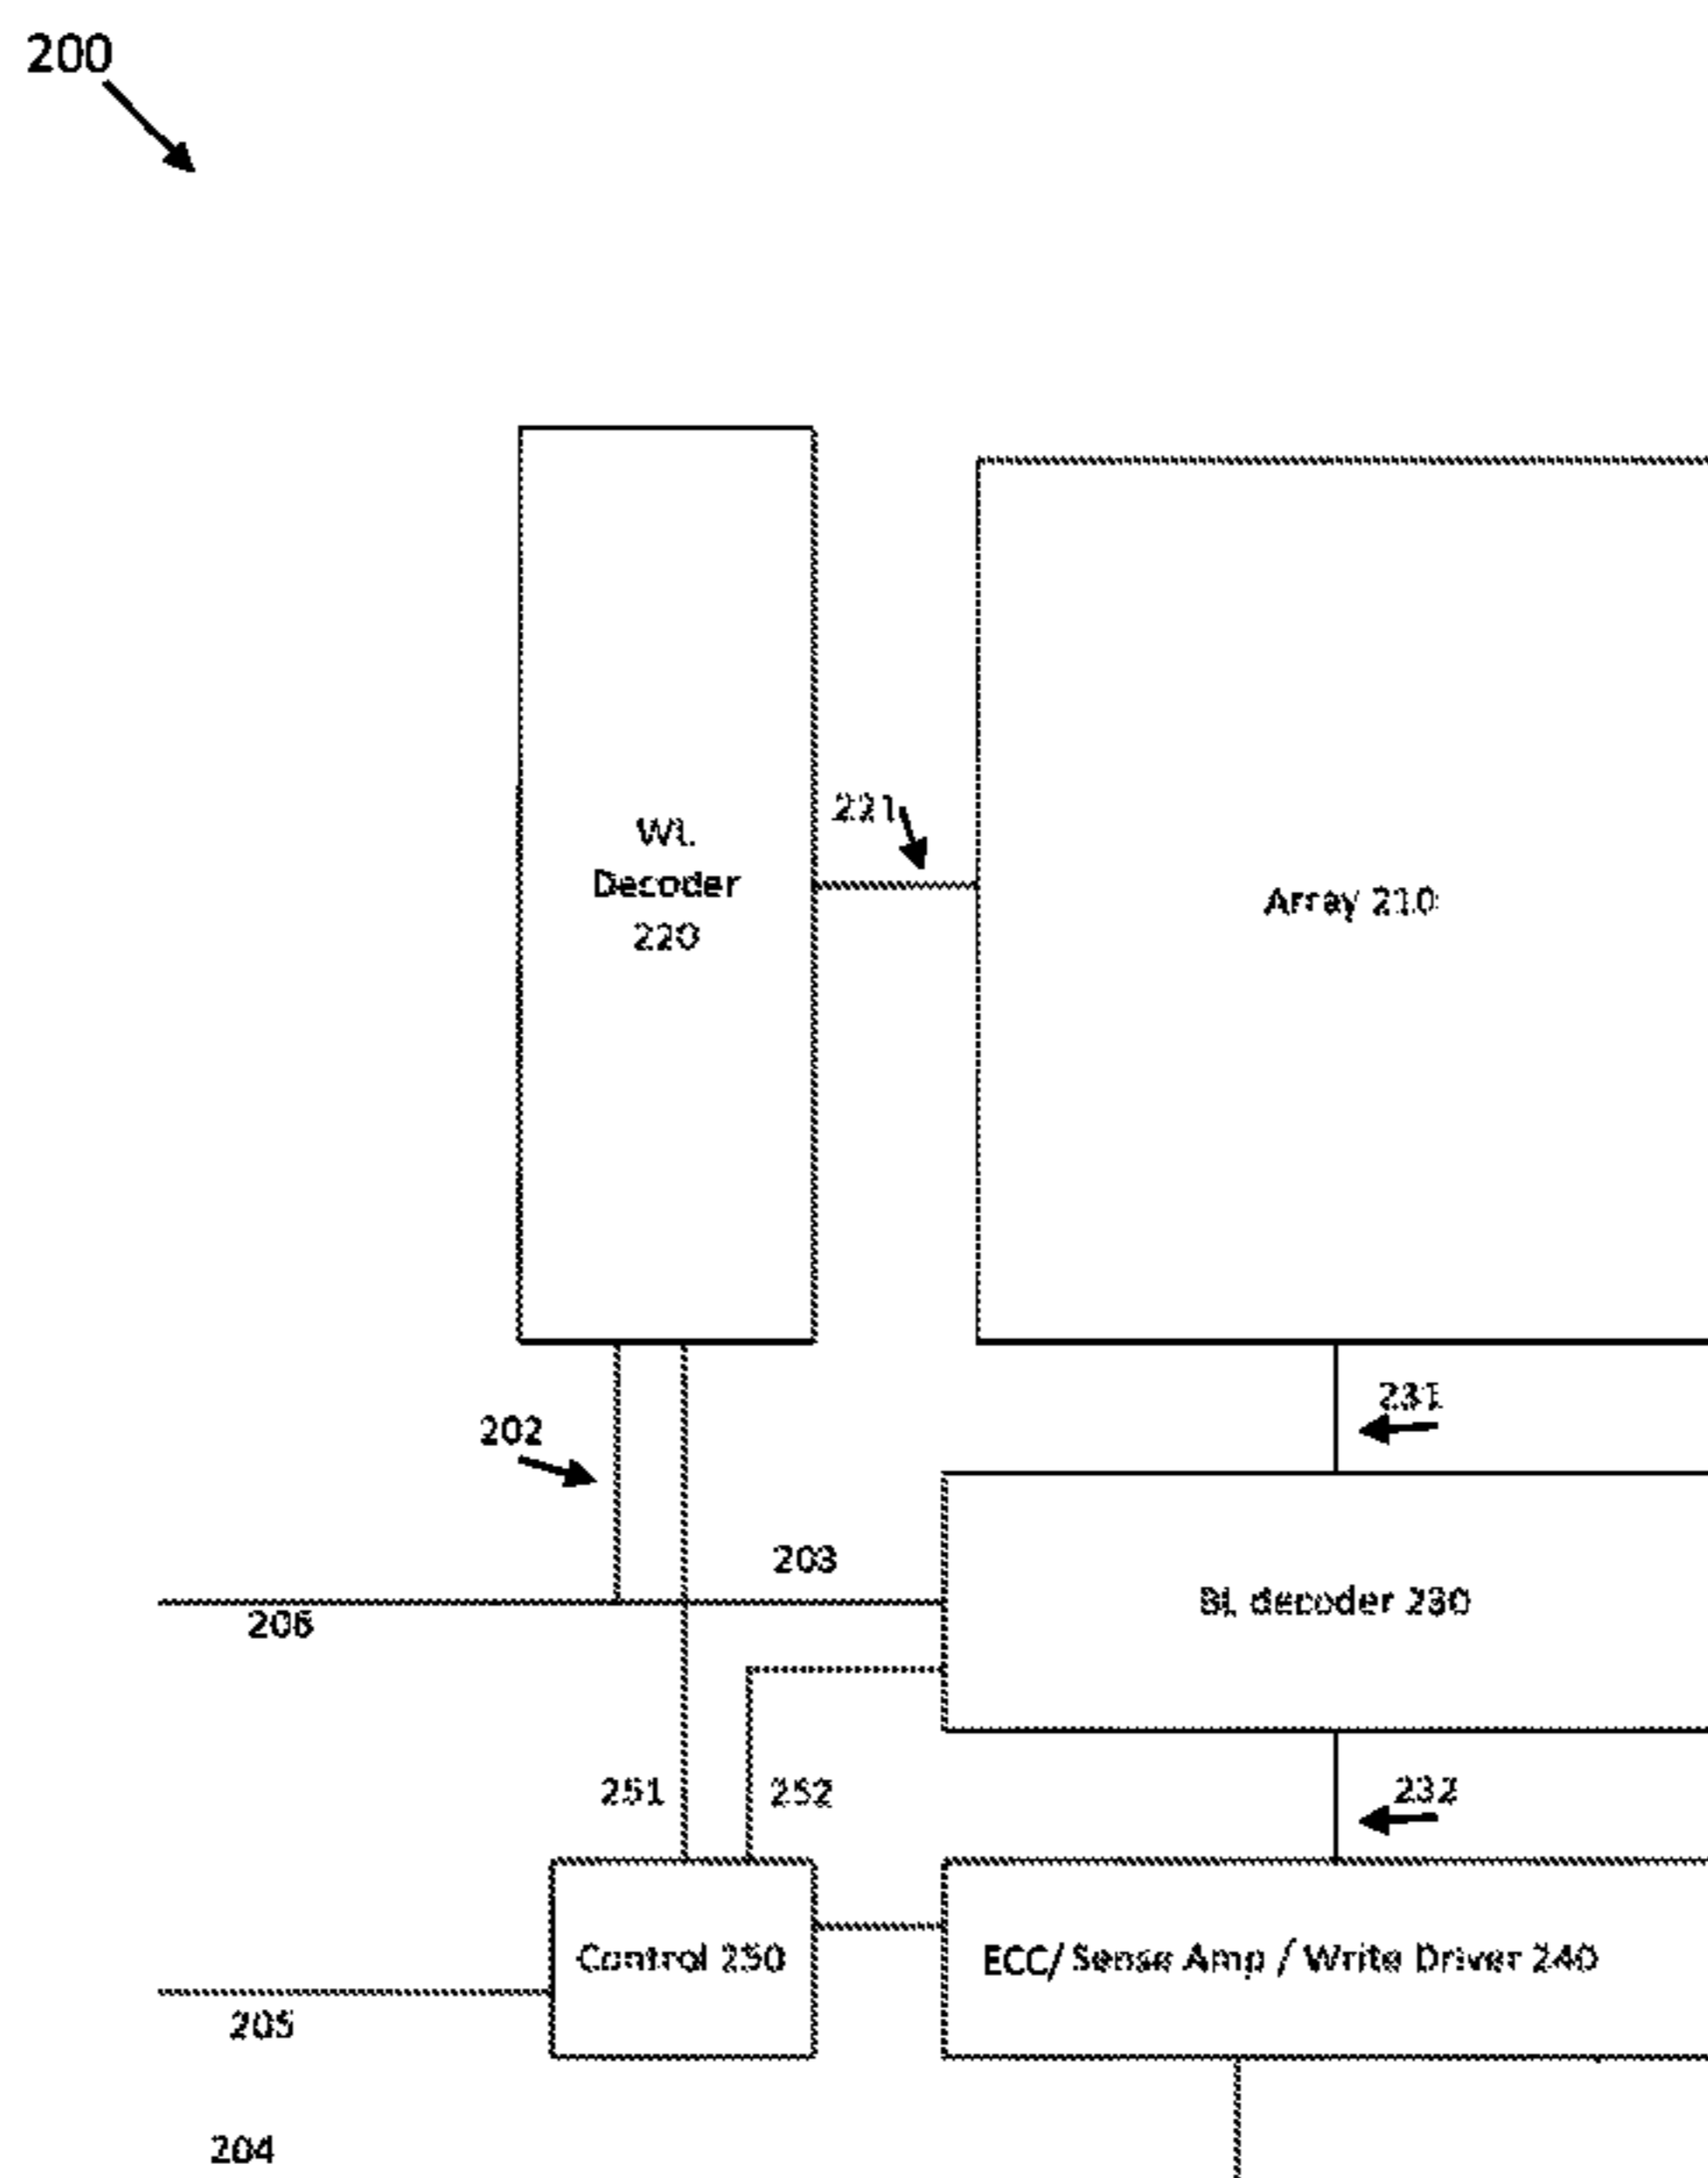 200
WL
Decoder
220
221
Array 210
231
202
203
206
BL decoder 230
251
252
232
Control 250
ECC/ Sense Amp / Write Driver 240
205
204